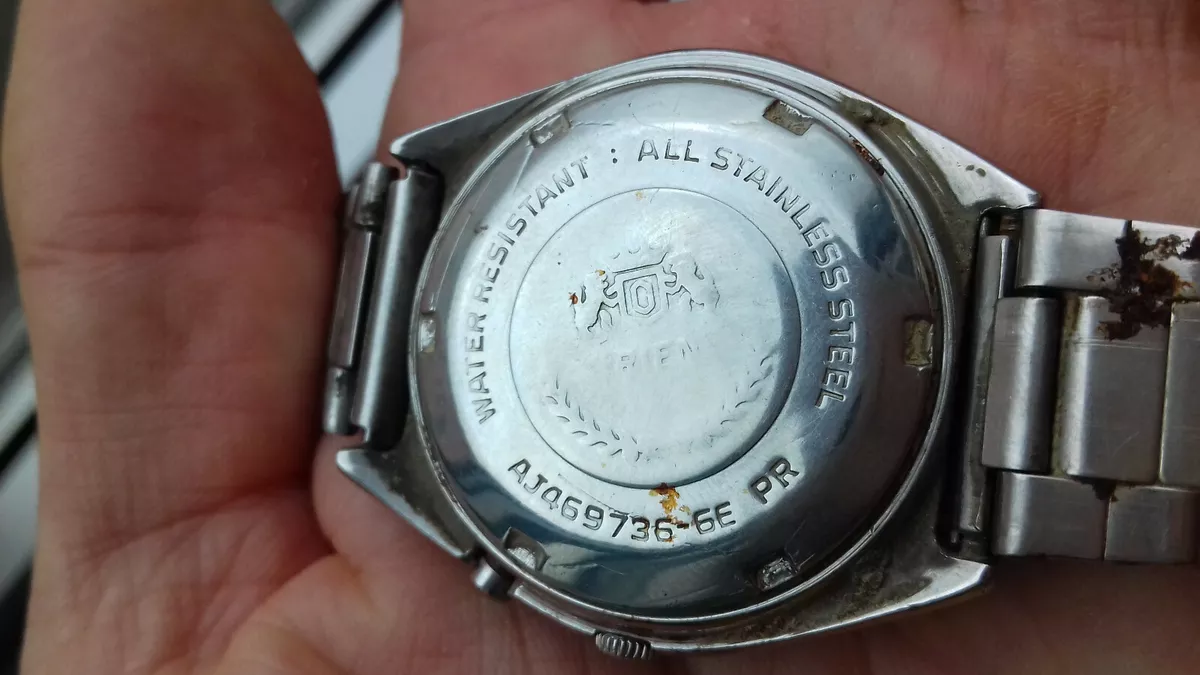 WATER RESISTANT : ALL STAINLESS STEEL
AJ469736-6E PR